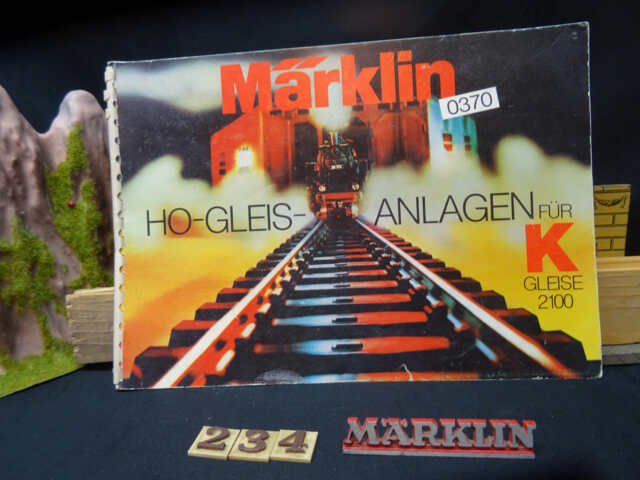 Märklin
0370
HO-GLEIS-ANLAGEN FÜR
K
GLEISE
2100
234
MÄRKLIN